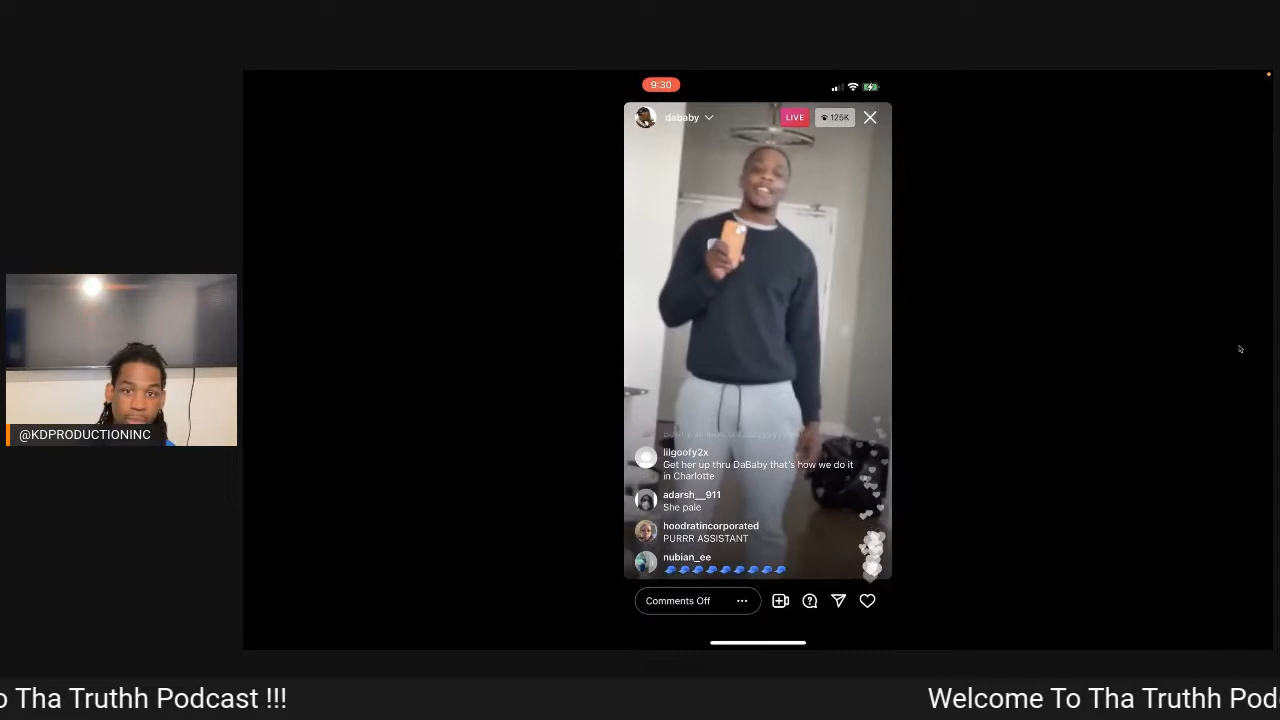 9:30
dababy
LIVE
125K
lilgoofy2x
Get her up thru DaBaby that's how we do it
in Charlotte
adarsh__911
She pale
hoodratincorporated
PURRR ASSISTANT
nubian_ee
Comments Off
@KDPRODUCTIONINC
o Tha Truthh Podcast !!!
Welcome To Tha Truthh Pod